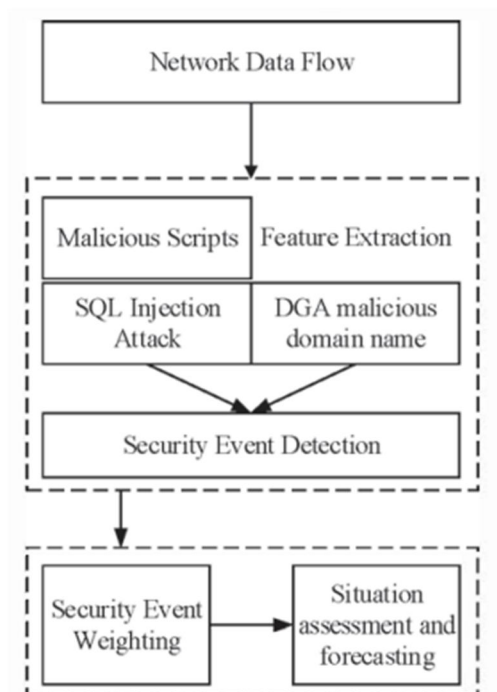 Network Data Flow
Malicious Scripts
Feature Extraction
SQL Injection
Attack
DGA malicious
domain name
Security Event Detection
Security Event
Weighting
Situation
assessment and
forecasting